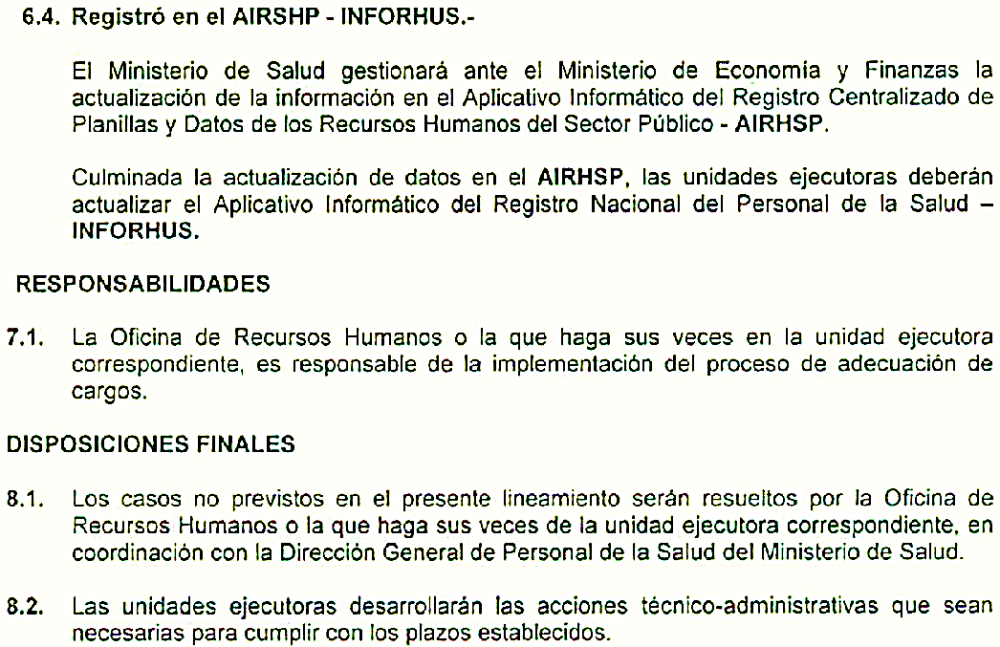 6.4. Registró en el AIRSHP - INFORHUS.-
El Ministerio de Salud gestionará ante el Ministerio de Economía y Finanzas la
actualización de la información en el Aplicativo Informático del Registro Centralizado de
Planillas y Datos de los Recursos Humanos del Sector Público - AIRHSP.
Culminada la actualización de datos en el AIRHSP, las unidades ejecutoras deberán
actualizar el Aplicativo Informático del Registro Nacional del Personal de la Salud –
INFORHUS.
RESPONSABILIDADES
7.1. La Oficina de Recursos Humanos o la que haga sus veces en la unidad ejecutora
correspondiente, es responsable de la implementación del proceso de adecuación de
cargos.
DISPOSICIONES FINALES
8.1. Los casos no previstos en el presente lineamiento serán resueltos por la Oficina de
Recursos Humanos o la que haga sus veces de la unidad ejecutora correspondiente, en
coordinación con la Dirección General de Personal de la Salud del Ministerio de Salud.
8.2. Las unidades ejecutoras desarrollarán las acciones técnico-administrativas que sean
necesarias para cumplir con los plazos establecidos.